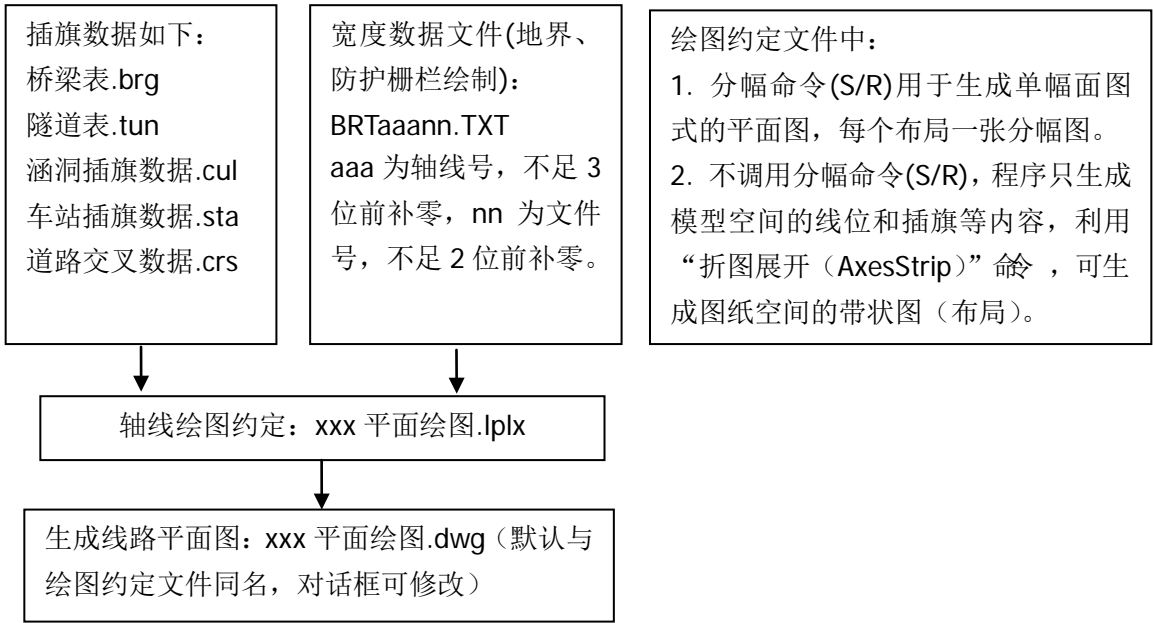 插旗数据如下：
桥梁表.brg
隧道表.tun
涵洞插旗数据.cul
车站插旗数据.sta
道路交叉数据.crs
宽度数据文件(地界、
防护栅栏绘制)：
BRTaaann.TXT
aaa 为轴线号，不足 3
位前补零，nn 为文件
号，不足 2 位前补零。
绘图约定文件中：
1. 分幅命令(S/R)用于生成单幅面图
式的平面图，每个布局一张分幅图。
2. 不调用分幅命令(S/R)，程序只生成
模型空间的线位和插旗等内容，利用
“折图展开（AxesStrip）”命令 ，可生
成图纸空间的带状图（布局）。
轴线绘图约定：xxx 平面绘图.lplx
生成线路平面图：xxx 平面绘图.dwg（默认与
绘图约定文件同名，对话框可修改）